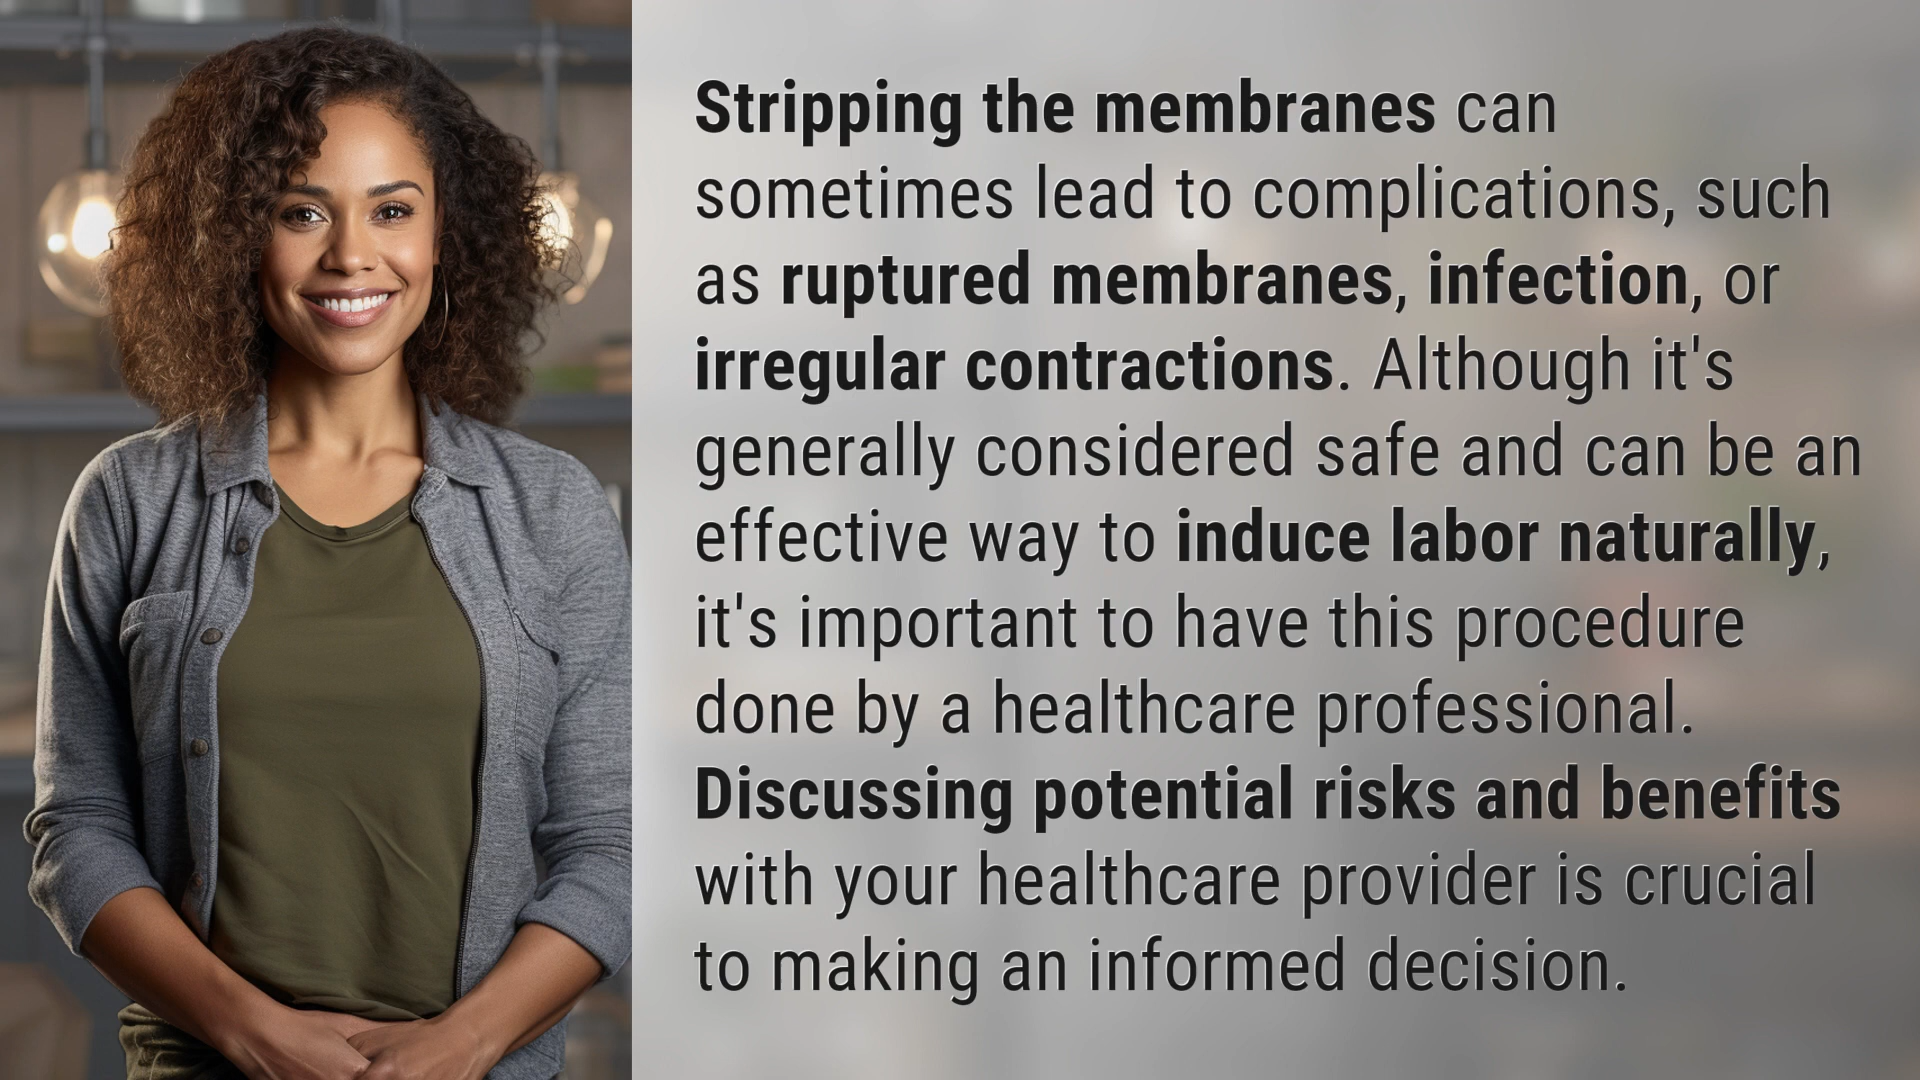 Stripping the membranes can
sometimes lead to complications, such
as ruptured membranes, infection, or
irregular contractions. Although it's
generally considered safe and can be an
effective way to induce labor naturally,
it's important to have this procedure
done by a healthcare professional.
Discussing potential risks and benefits
with your healthcare provider is crucial
to making an informed decision.